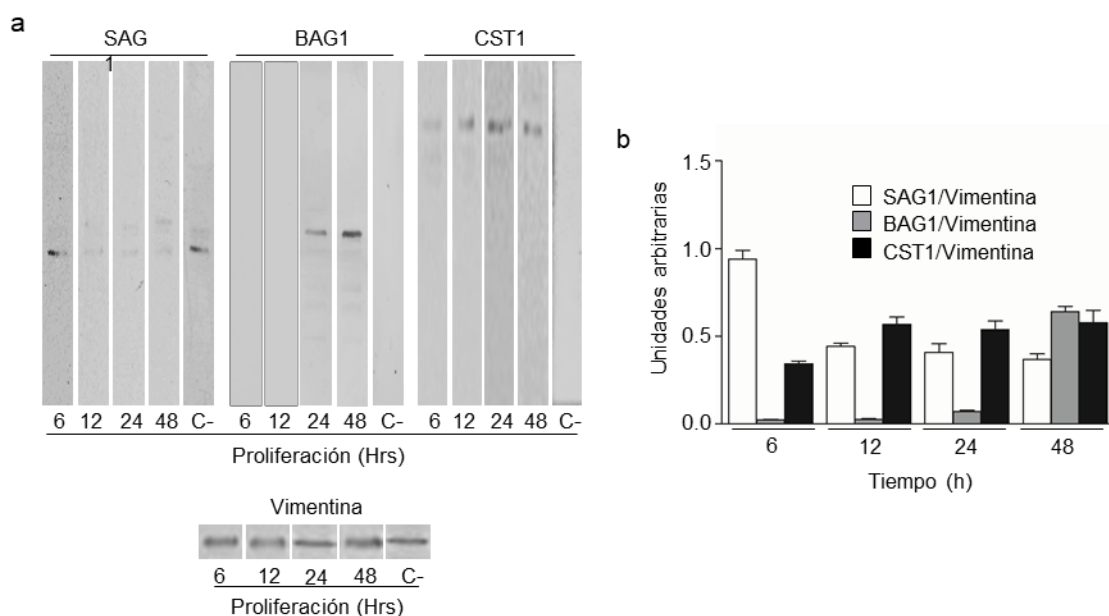 a
SAG
1
BAG1
CST1
6 12 24 48 C-
6 12 24 48 C-
6 12 24 48 C-
Proliferación (Hrs)
Vimentina
6 12 24 48 C-
Proliferación (Hrs)
b
Unidades arbitrarias
1.5
1.0
0.5
0.0
SAG1/Vimentina
BAG1/Vimentina
CST1/Vimentina
6 12 24 48
Tiempo (h)